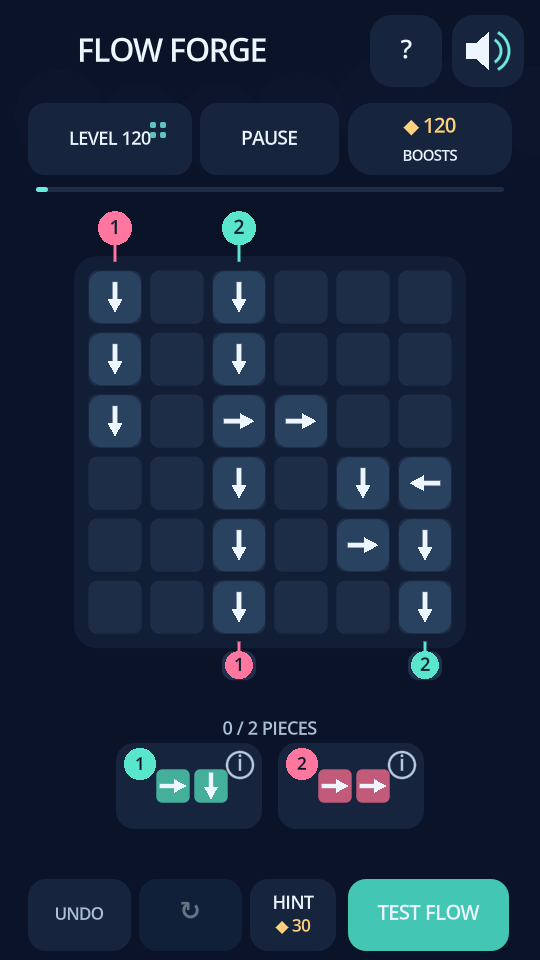 FLOW FORGE
?
LEVEL 120
PAUSE
120
BOOSTS
1
2
1
2
0 / 2 PIECES
1
i
2
i
UNDO
HINT
30
TEST FLOW